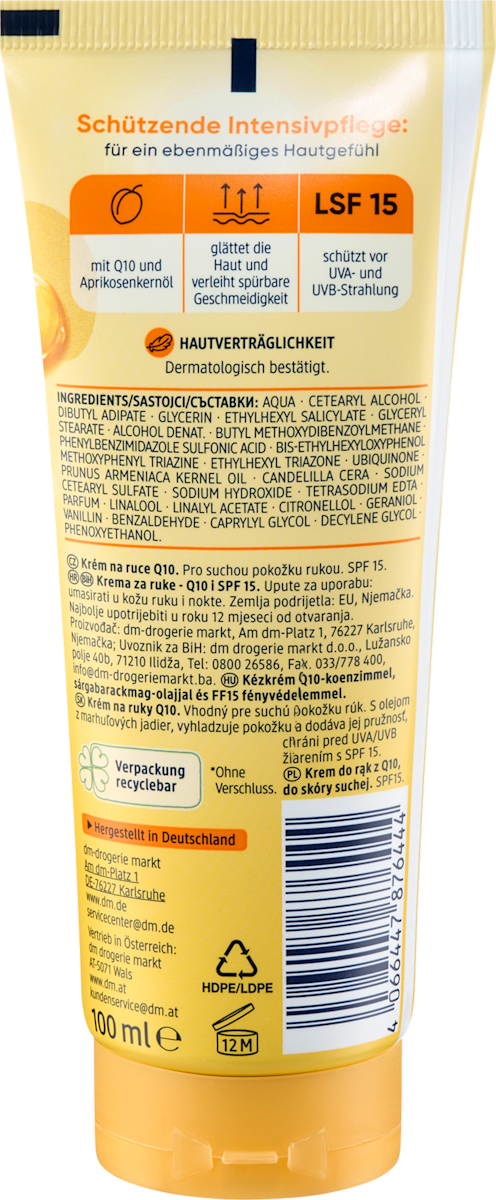 Schützende Intensivpflege:
für ein ebenmäßiges Hautgefühl
LSF 15
mit Q10 und
Aprikosenkernöl
glättet die
Haut und
verleiht spürbare
Geschmeidigkeit
schützt vor
UVA- und
UVB-Strahlung
HAUTVERTRÄGLICHKEIT
Dermatologisch bestätigt.
INGREDIENTS/SASTOJCI/СЪСТАВКИ: AQUA · CETEARYL ALCOHOL ·
DIBUTYL ADIPATE · GLYCERIN · ETHYLHEXYL SALICYLATE · GLYCERYL
STEARATE · ALCOHOL DENAT. · BUTYL METHOXYDIBENZOYLMETHANE ·
PHENYLBENZIMIDAZOLE SULFONIC ACID · BIS-ETHYLHEXYLOXYPHENOL
METHOXYPHENYL TRIAZINE · ETHYLHEXYL TRIAZONE · UBIQUINONE ·
PRUNUS ARMENIACA KERNEL OIL · CANDELILLA CERA · SODIUM
CETEARYL SULFATE · SODIUM HYDROXIDE · TETRASODIUM EDTA ·
PARFUM · LINALOOL · LINALYL ACETATE · CITRONELLOL · GERANIOL ·
VANILLIN · BENZALDEHYDE · CAPRYLYL GLYCOL · DECYLENE GLYCOL ·
PHENOXYETHANOL.
CZ Krém na ruce Q10. Pro suchou pokožku rukou. SPF 15.
HR BIH Krema za ruke - Q10 i SPF 15. Upute za uporabu:
umasirati u kožu ruku i nokte. Zemlja podrijetla: EU, Njemačka.
Najbolje upotrijebiti u roku 12 mjeseci od otvaranja.
Proizvođač: dm-drogerie markt, Am dm-Platz 1, 76227 Karlsruhe,
Njemačka; Uvoznik za BiH: dm drogerie markt d.o.o., Lužansko
polje 40b, 71210 Ilidža, Tel: 0800 26586, Fax. 033/778 400,
info@dm-drogeriemarkt.ba. HU Kézkrém Q10-koenzimmel,
sárgabarackmag-olajjal és FF15 fényvédelemmel.
SK Krém na ruky Q10. Vhodný pre suchú pokožku rúk. S olejom
z marhuľových jadier, vyhladzuje pokožku a dodáva jej pružnosť,
chráni pred UVA/UVB
žiarením s SPF 15.
PL Krem do rąk z Q10,
do skóry suchej. SPF15.
Verpackung
recyclebar
*Ohne
Verschluss.
Hergestellt in Deutschland
dm-drogerie markt
Am dm-Platz 1
DE-76227 Karlsruhe
www.dm.de
servicecenter@dm.de
Vertrieb in Österreich:
dm drogerie markt
AT-5071 Wals
www.dm.at
kundenservice@dm.at
100 ml e
HDPE/LDPE
12 M
4 066447 876444